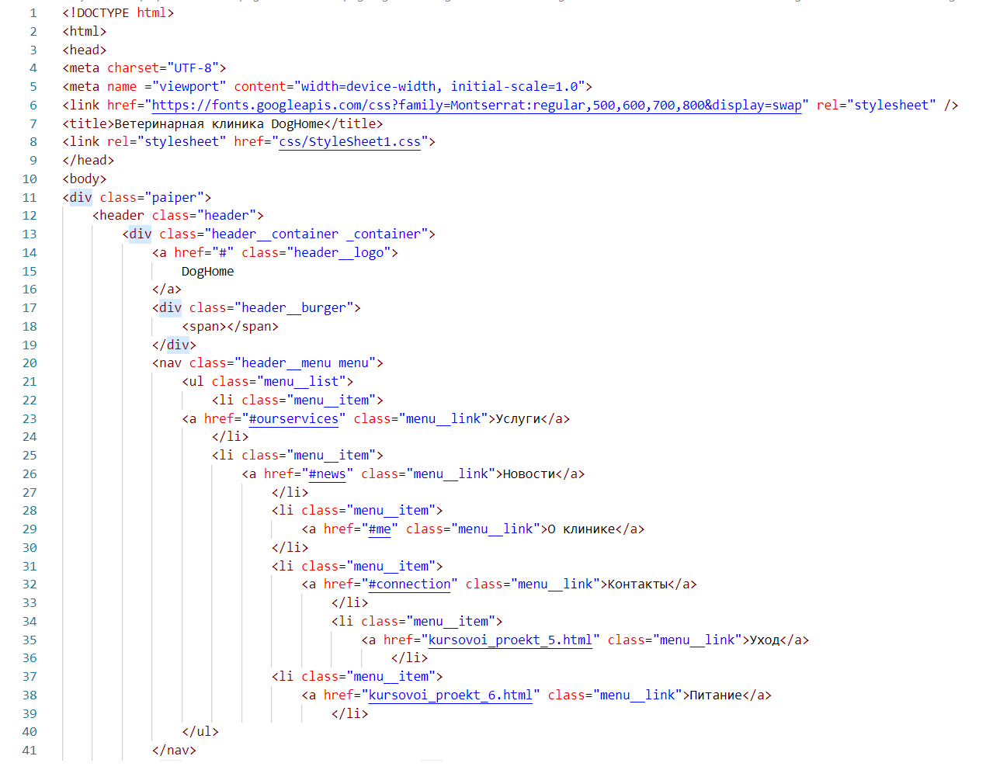 1 <!DOCTYPE html>
2 <html>
3 <head>
4 <meta charset="UTF-8">
5 <meta name ="viewport" content="width=device-width, initial-scale=1.0">
6 <link href="https://fonts.googleapis.com/css?family=Montserrat:regular,500,600,700,800&display=swap" rel="stylesheet" />
7 <title>Ветеринарная клиника DogHome</title>
8 <link rel="stylesheet" href="css/StyleSheet1.css">
9 </head>
10 <body>
11 <div class="paiper">
12 <header class="header">
13 <div class="header__container _container">
14 <a href="#" class="header__logo">
15 DogHome
16 </a>
17 <div class="header__burger">
18 <span></span>
19 </div>
20 <nav class="header__menu menu">
21 <ul class="menu__list">
22 <li class="menu__item">
23 <a href="#ourservices" class="menu__link">Услуги</a>
24 </li>
25 <li class="menu__item">
26 <a href="#news" class="menu__link">Новости</a>
27 </li>
28 <li class="menu__item">
29 <a href="#me" class="menu__link">О клинике</a>
30 </li>
31 <li class="menu__item">
32 <a href="#connection" class="menu__link">Контакты</a>
33 </li>
34 <li class="menu__item">
35 <a href="kursovoi_proekt_5.html" class="menu__link">Уход</a>
36 </li>
37 <li class="menu__item">
38 <a href="kursovoi_proekt_6.html" class="menu__link">Питание</a>
39 </li>
40 </ul>
41 </nav>